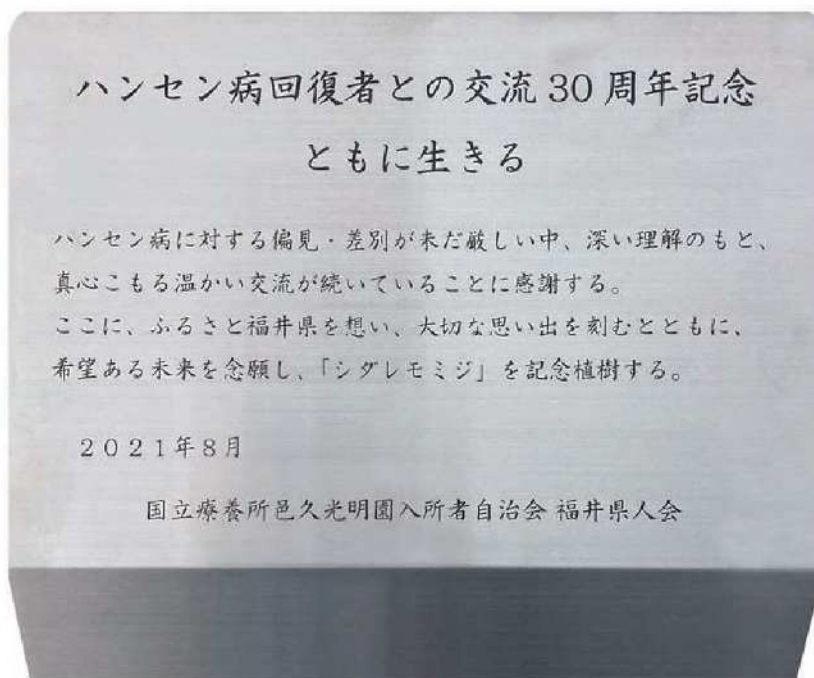 ハンセン病回復者との交流30周年記念
ともに生きる
ハンセン病に対する偏見・差別が未だ厳しい中、深い理解のもと、
真心こもる温かい交流が続いていることに感謝する。
ここに、ふるさと福井県を想い、大切な思い出を刻むとともに、
希望ある未来を念願し、「シダレモミジ」を記念植樹する。
2021年8月
国立療養所邑久光明園入所者自治会 福井県人会